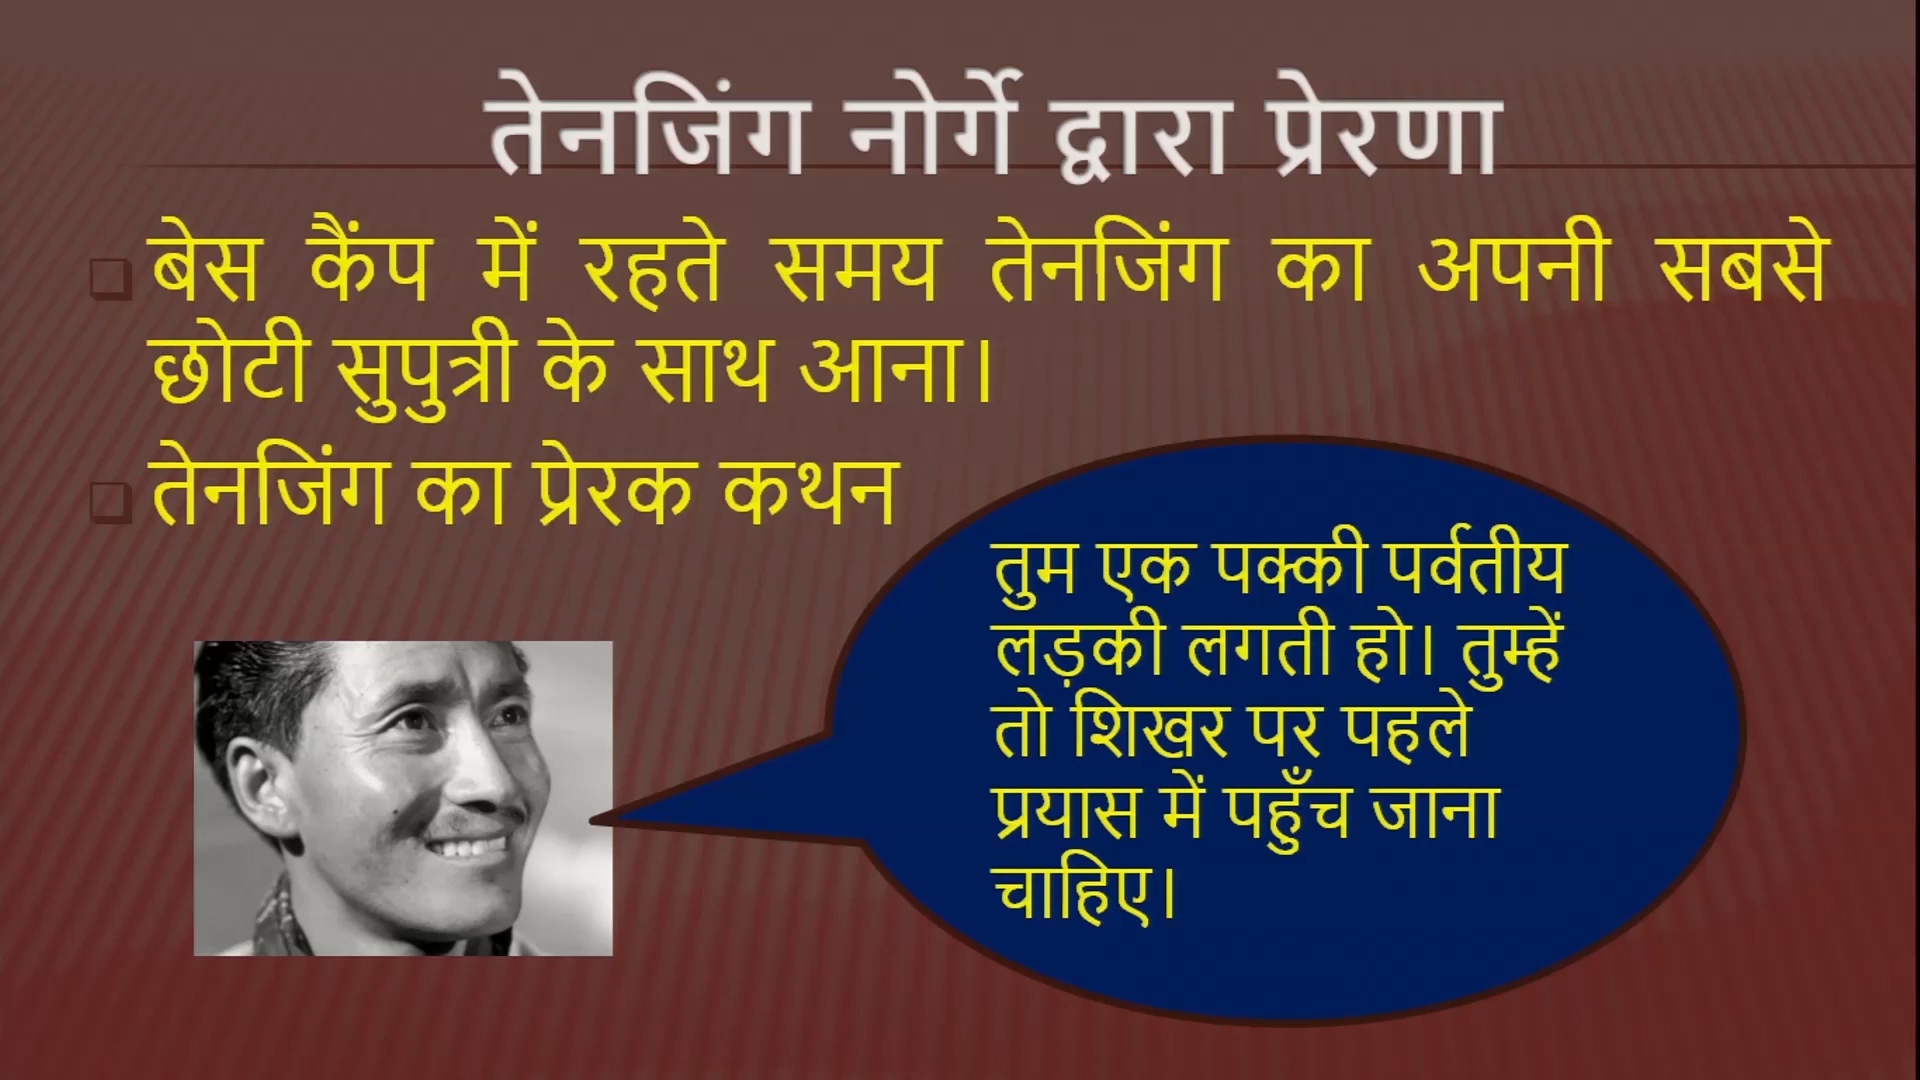 तेनजिंग नोर्गे द्वारा प्रेरणा
बेस कैंप में रहते समय तेनजिंग का अपनी सबसे
छोटी सुपुत्री के साथ आना।
तेनजिंग का प्रेरक कथन
तुम एक पक्की पर्वतीय
लड़की लगती हो। तुम्हें
तो शिखर पर पहले
प्रयास में पहुँच जाना
चाहिए।